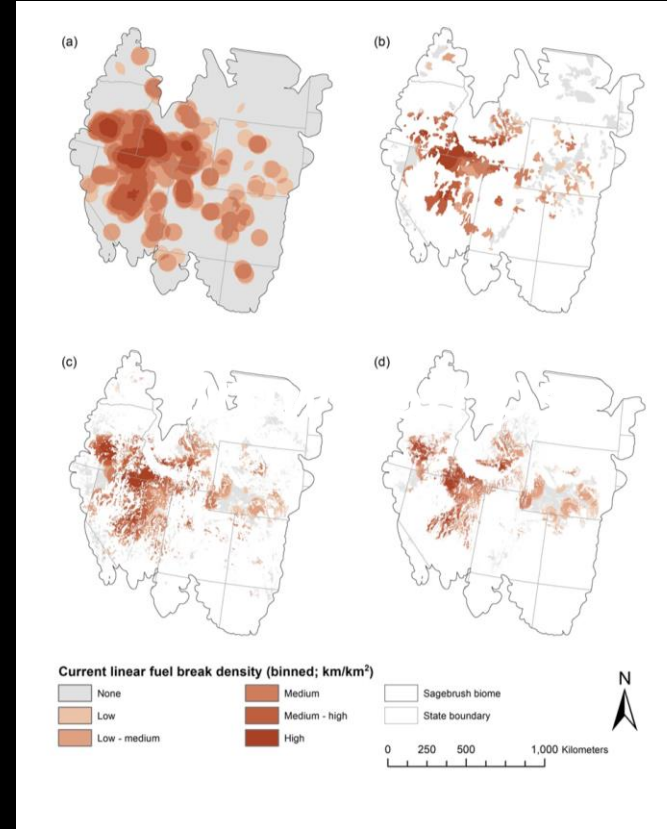 (a)
(b)
(c)
(d)
Current linear fuel break density (binned; km/km²)
None
Low
Low - medium
Medium
Medium - high
High
Sagebrush biome
State boundary
N
0 250 500 1,000 Kilometers